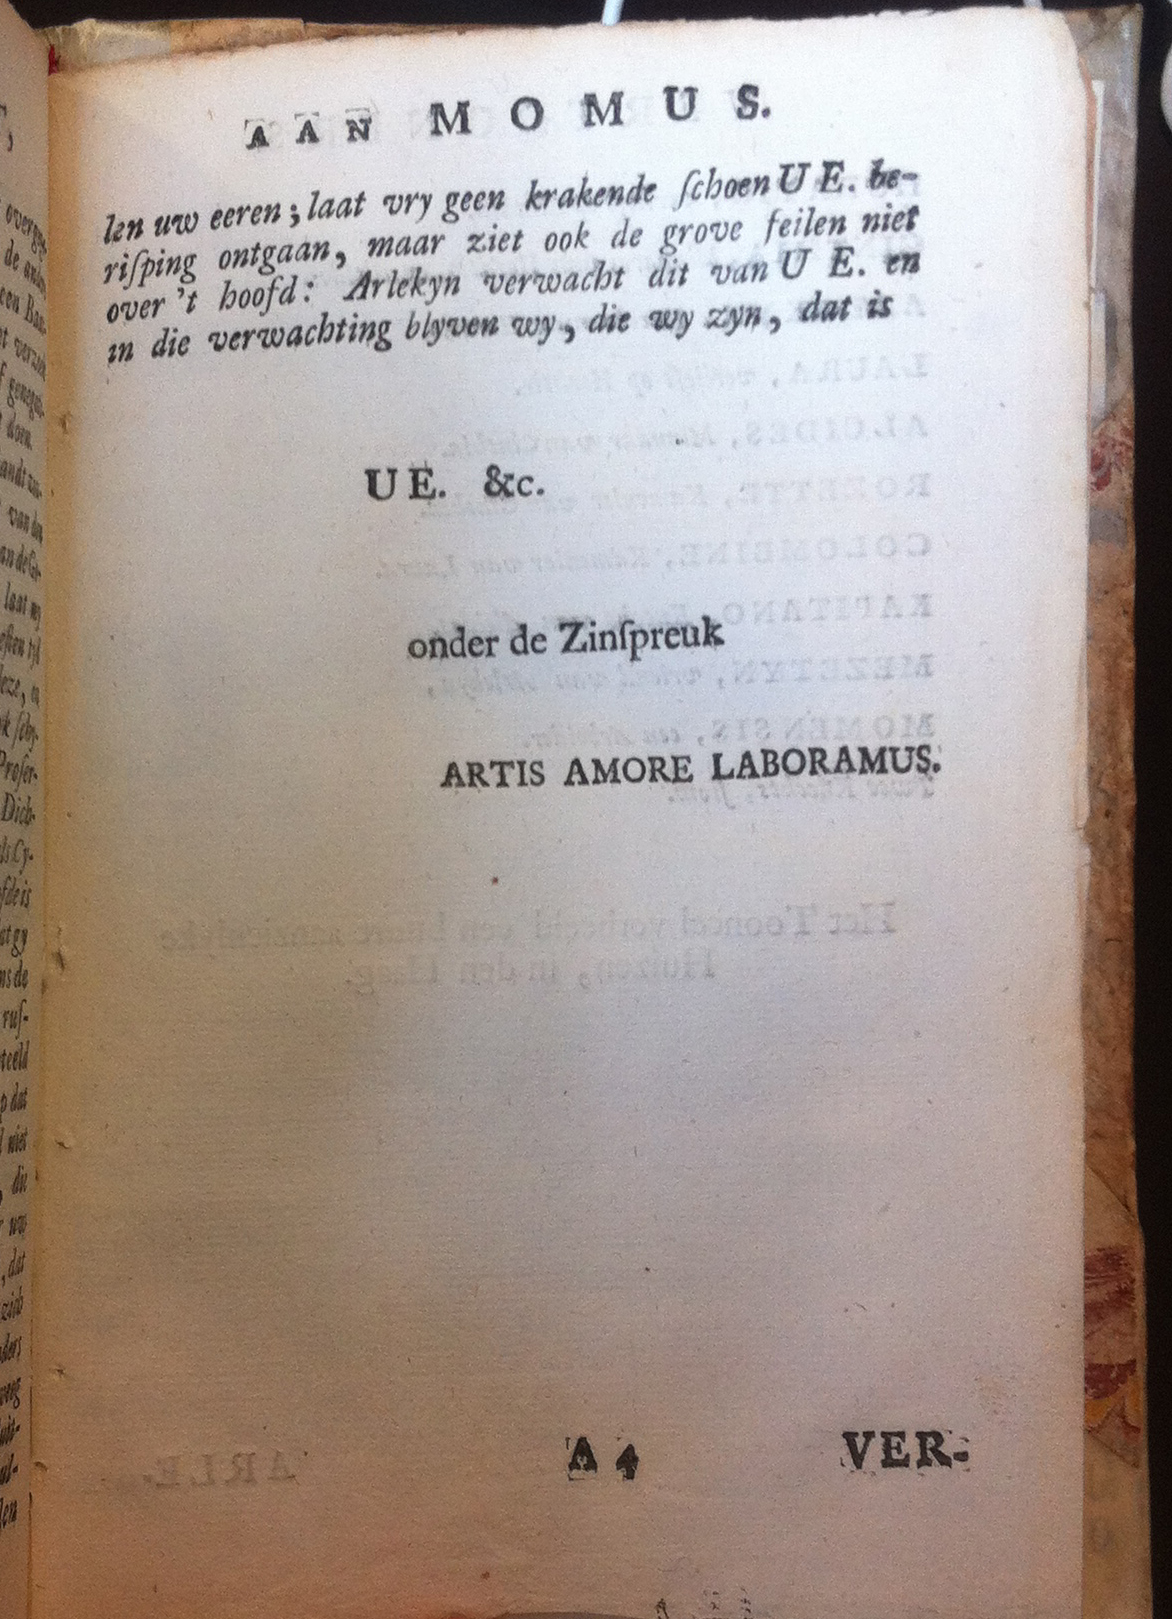 AAN MOMUS.
len uw eeren; laat vry geen krakende ſchoen UE. be-
riſping ontgaan, maar ziet ook de grove feilen niet
over 't hoofd: Arlekyn verwacht dit van UE. en
in die verwachting blyven wy, die wy zyn, dat is
UE. &c.
onder de Zinſpreuk
ARTIS AMORE LABORAMUS.
A 4
VER-